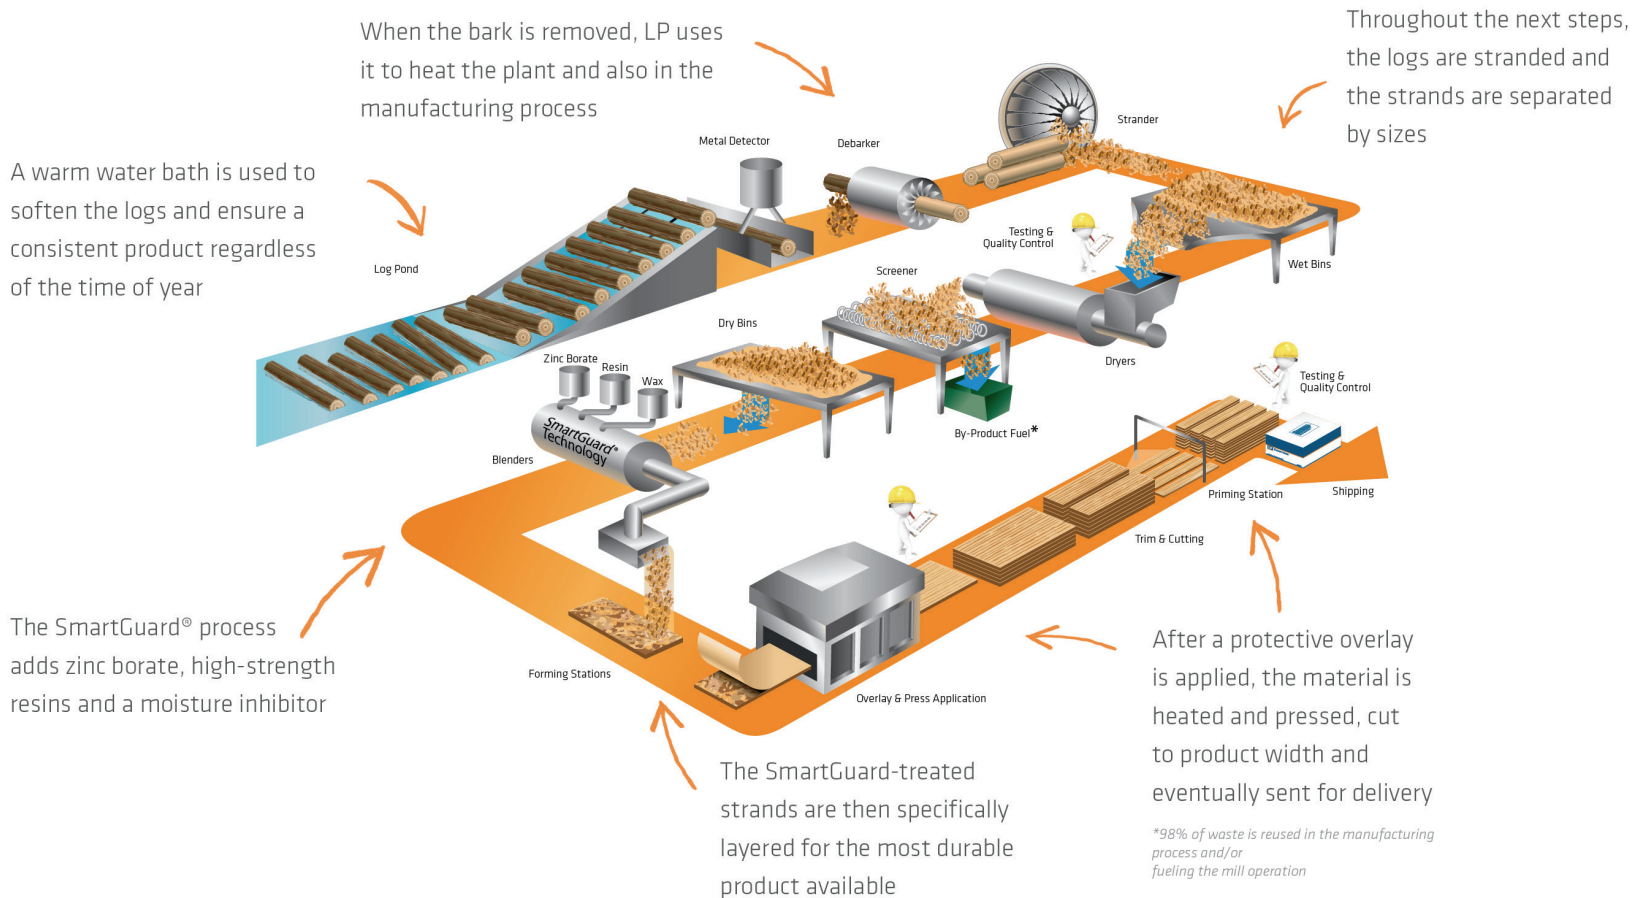 When the bark is removed, LP uses
it to heat the plant and also in the
manufacturing process
Throughout the next steps,
the logs are stranded and
the strands are separated
by sizes
A warm water bath is used to
soften the logs and ensure a
consistent product regardless
of the time of year
Log Pond
Metal Detector
Debarker
Strander
Testing &
Quality Control
Wet Bins
Screener
Dryers
Dry Bins
By-Product Fuel*
Zinc Borate
Resin
Wax
SmartGuard®
Technology
Blenders
Testing &
Quality Control
Priming Station
Shipping
Trim & Cutting
Forming Stations
Overlay & Press Application
The SmartGuard® process
adds zinc borate, high-strength
resins and a moisture inhibitor
The SmartGuard-treated
strands are then specifically
layered for the most durable
product available
After a protective overlay
is applied, the material is
heated and pressed, cut
to product width and
eventually sent for delivery
*98% of waste is reused in the manufacturing
process and/or
fueling the mill operation